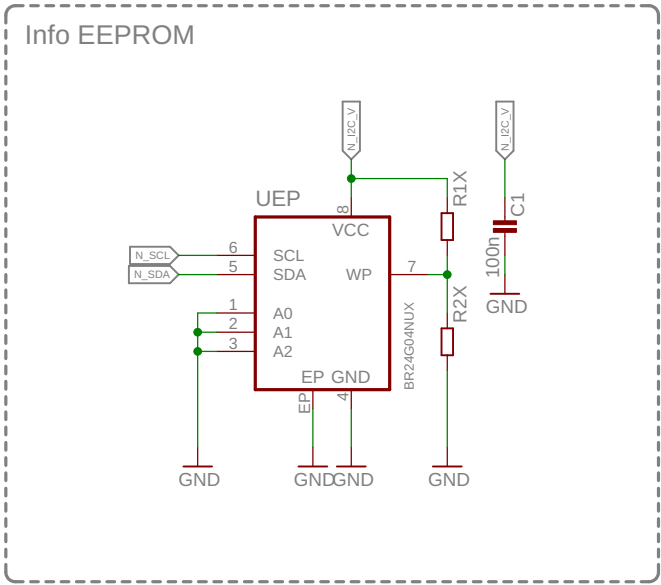 Info EEPROM
N_I2C_V
N_I2C_V
R1X
C1
100n
GND
UEP
8
VCC
N_SCL
6
SCL
N_SDA
5
SDA
WP
7
1
A0
2
A1
3
A2
R2X
BR24G04NUX
EP
GND
EP
4
GND
GND
GND
GND